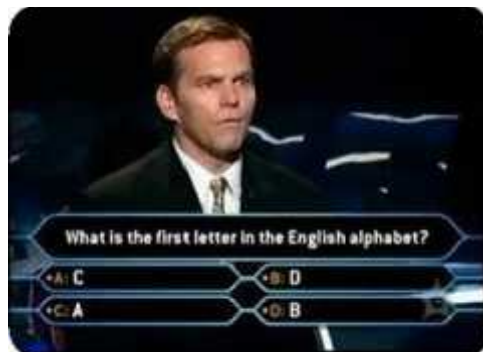 What is the first letter in the English alphabet?
A: C
B: D
C: A
D: B